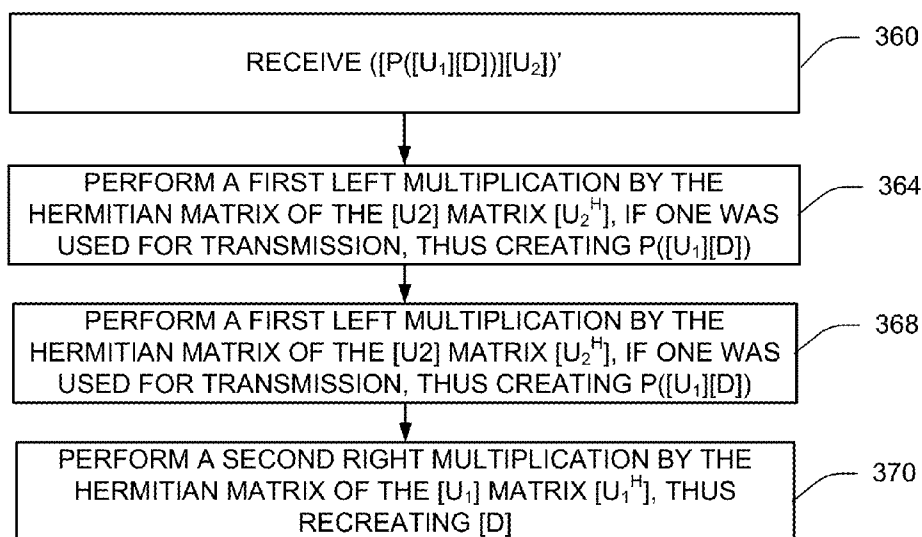 RECEIVE ([P([U₁][D])][U₂])'
360
PERFORM A FIRST LEFT MULTIPLICATION BY THE
HERMITIAN MATRIX OF THE [U2] MATRIX [U₂ᴴ], IF ONE WAS
USED FOR TRANSMISSION, THUS CREATING P([U₁][D])
364
PERFORM A FIRST LEFT MULTIPLICATION BY THE
HERMITIAN MATRIX OF THE [U2] MATRIX [U₂ᴴ], IF ONE WAS
USED FOR TRANSMISSION, THUS CREATING P([U₁][D])
368
PERFORM A SECOND RIGHT MULTIPLICATION BY THE
HERMITIAN MATRIX OF THE [U₁] MATRIX [U₁ᴴ], THUS
RECREATING [D]
370